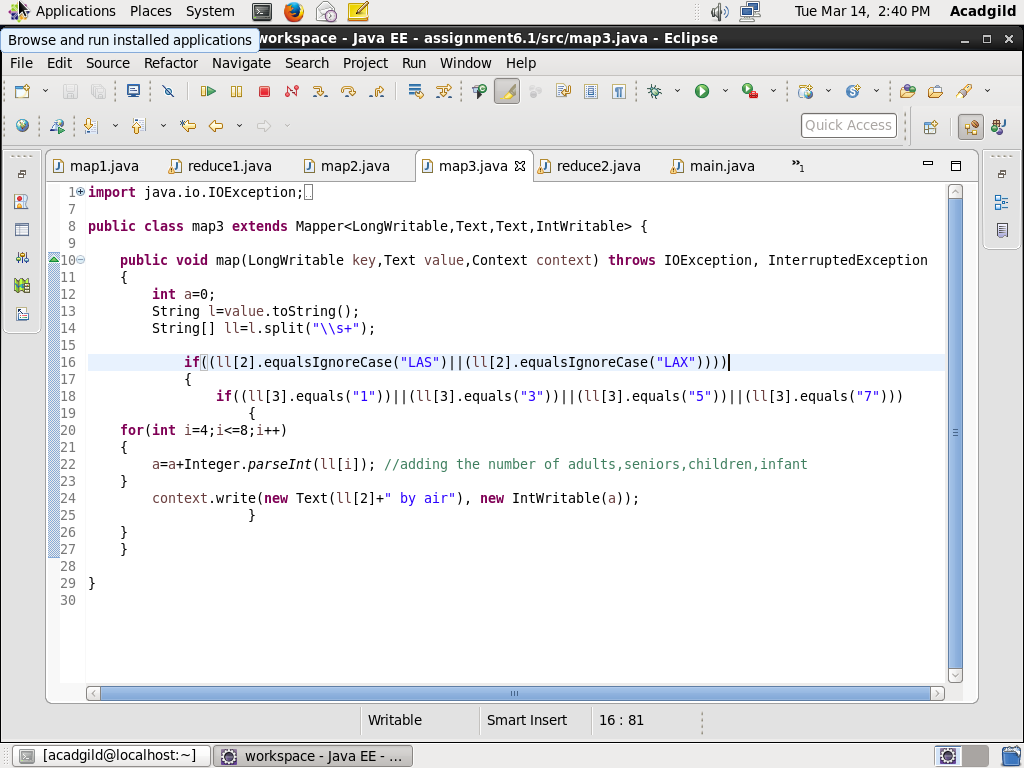 Applications Places System Tue Mar 14, 2:40 PM Acadgild
Browse and run installed applications
workspace - Java EE - assignment6.1/src/map3.java - Eclipse
File Edit Source Refactor Navigate Search Project Run Window Help
Quick Access
map1.java reduce1.java map2.java map3.java reduce2.java main.java »1
1 import java.io.IOException;
7
8 public class map3 extends Mapper<LongWritable,Text,Text,IntWritable> {
9
10 public void map(LongWritable key,Text value,Context context) throws IOException, InterruptedException
11 {
12 int a=0;
13 String l=value.toString();
14 String[] ll=l.split("\\s+");
15
16 if((ll[2].equalsIgnoreCase("LAS")||(ll[2].equalsIgnoreCase("LAX"))))
17 {
18 if((ll[3].equals("1"))||(ll[3].equals("3"))||(ll[3].equals("5"))||(ll[3].equals("7")))
19 {
20 for(int i=4;i<=8;i++)
21 {
22 a=a+Integer.parseInt(ll[i]); //adding the number of adults,seniors,children,infant
23 }
24 context.write(new Text(ll[2]+" by air"), new IntWritable(a));
25 }
26 }
27 }
28
29 }
30
Writable Smart Insert 16 : 81
[acadgild@localhost:~] workspace - Java EE - ...